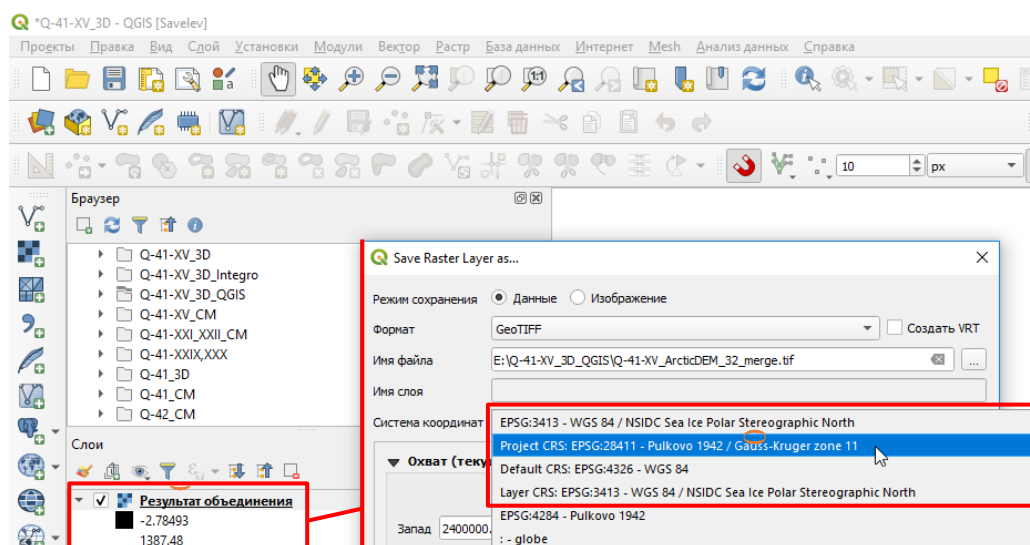 *Q-41-XV_3D - QGIS [Savelev]
Проекты Правка Вид Слой Установки Модули Вектор Растр База данных Интернет Mesh Анализ данных Справка
1:1
a
10 px
Браузер
Q-41-XV_3D
Q-41-XV_3D_Integro
Q-41-XV_3D_QGIS
Q-41-XV_CM
Q-41-XXI_XXII_CM
Q-41-XXIX,XXX
Q-41_3D
Q-41_CM
Q-42_CM
Слои
Результат объединения
-2.78493
1387.48
Save Raster Layer as...
Режим сохранения Данные Изображение
Формат GeoTIFF Создать VRT
Имя файла E:\Q-41-XV_3D_QGIS\Q-41-XV_ArcticDEM_32_merge.tif ...
Имя слоя
Система координат EPSG:3413 - WGS 84 / NSIDC Sea Ice Polar Stereographic North
Project CRS: EPSG:28411 - Pulkovo 1942 / Gauss-Kruger zone 11
Default CRS: EPSG:4326 - WGS 84
Layer CRS: EPSG:3413 - WGS 84 / NSIDC Sea Ice Polar Stereographic North
EPSG:4284 - Pulkovo 1942
: - globe
Охват (теку
Запад 2400000.